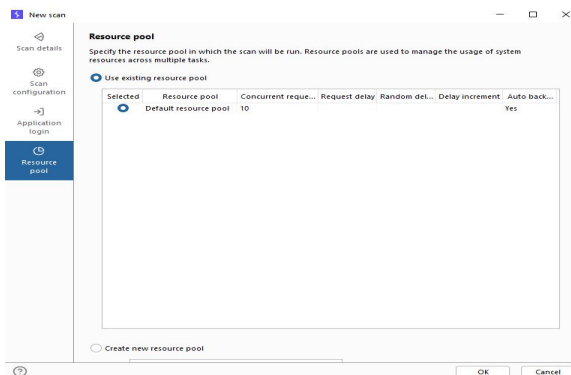 New scan
Scan details
Scan
configuration
Application
login
Resource
pool
Resource pool
Specify the resource pool in which the scan will be run. Resource pools are used to manage the usage of system
resources across multiple tasks.
Use existing resource pool
Selected Resource pool Concurrent reque... Request delay Random del... Delay increment Auto back...
Default resource pool 10 Yes
Create new resource pool
OK Cancel